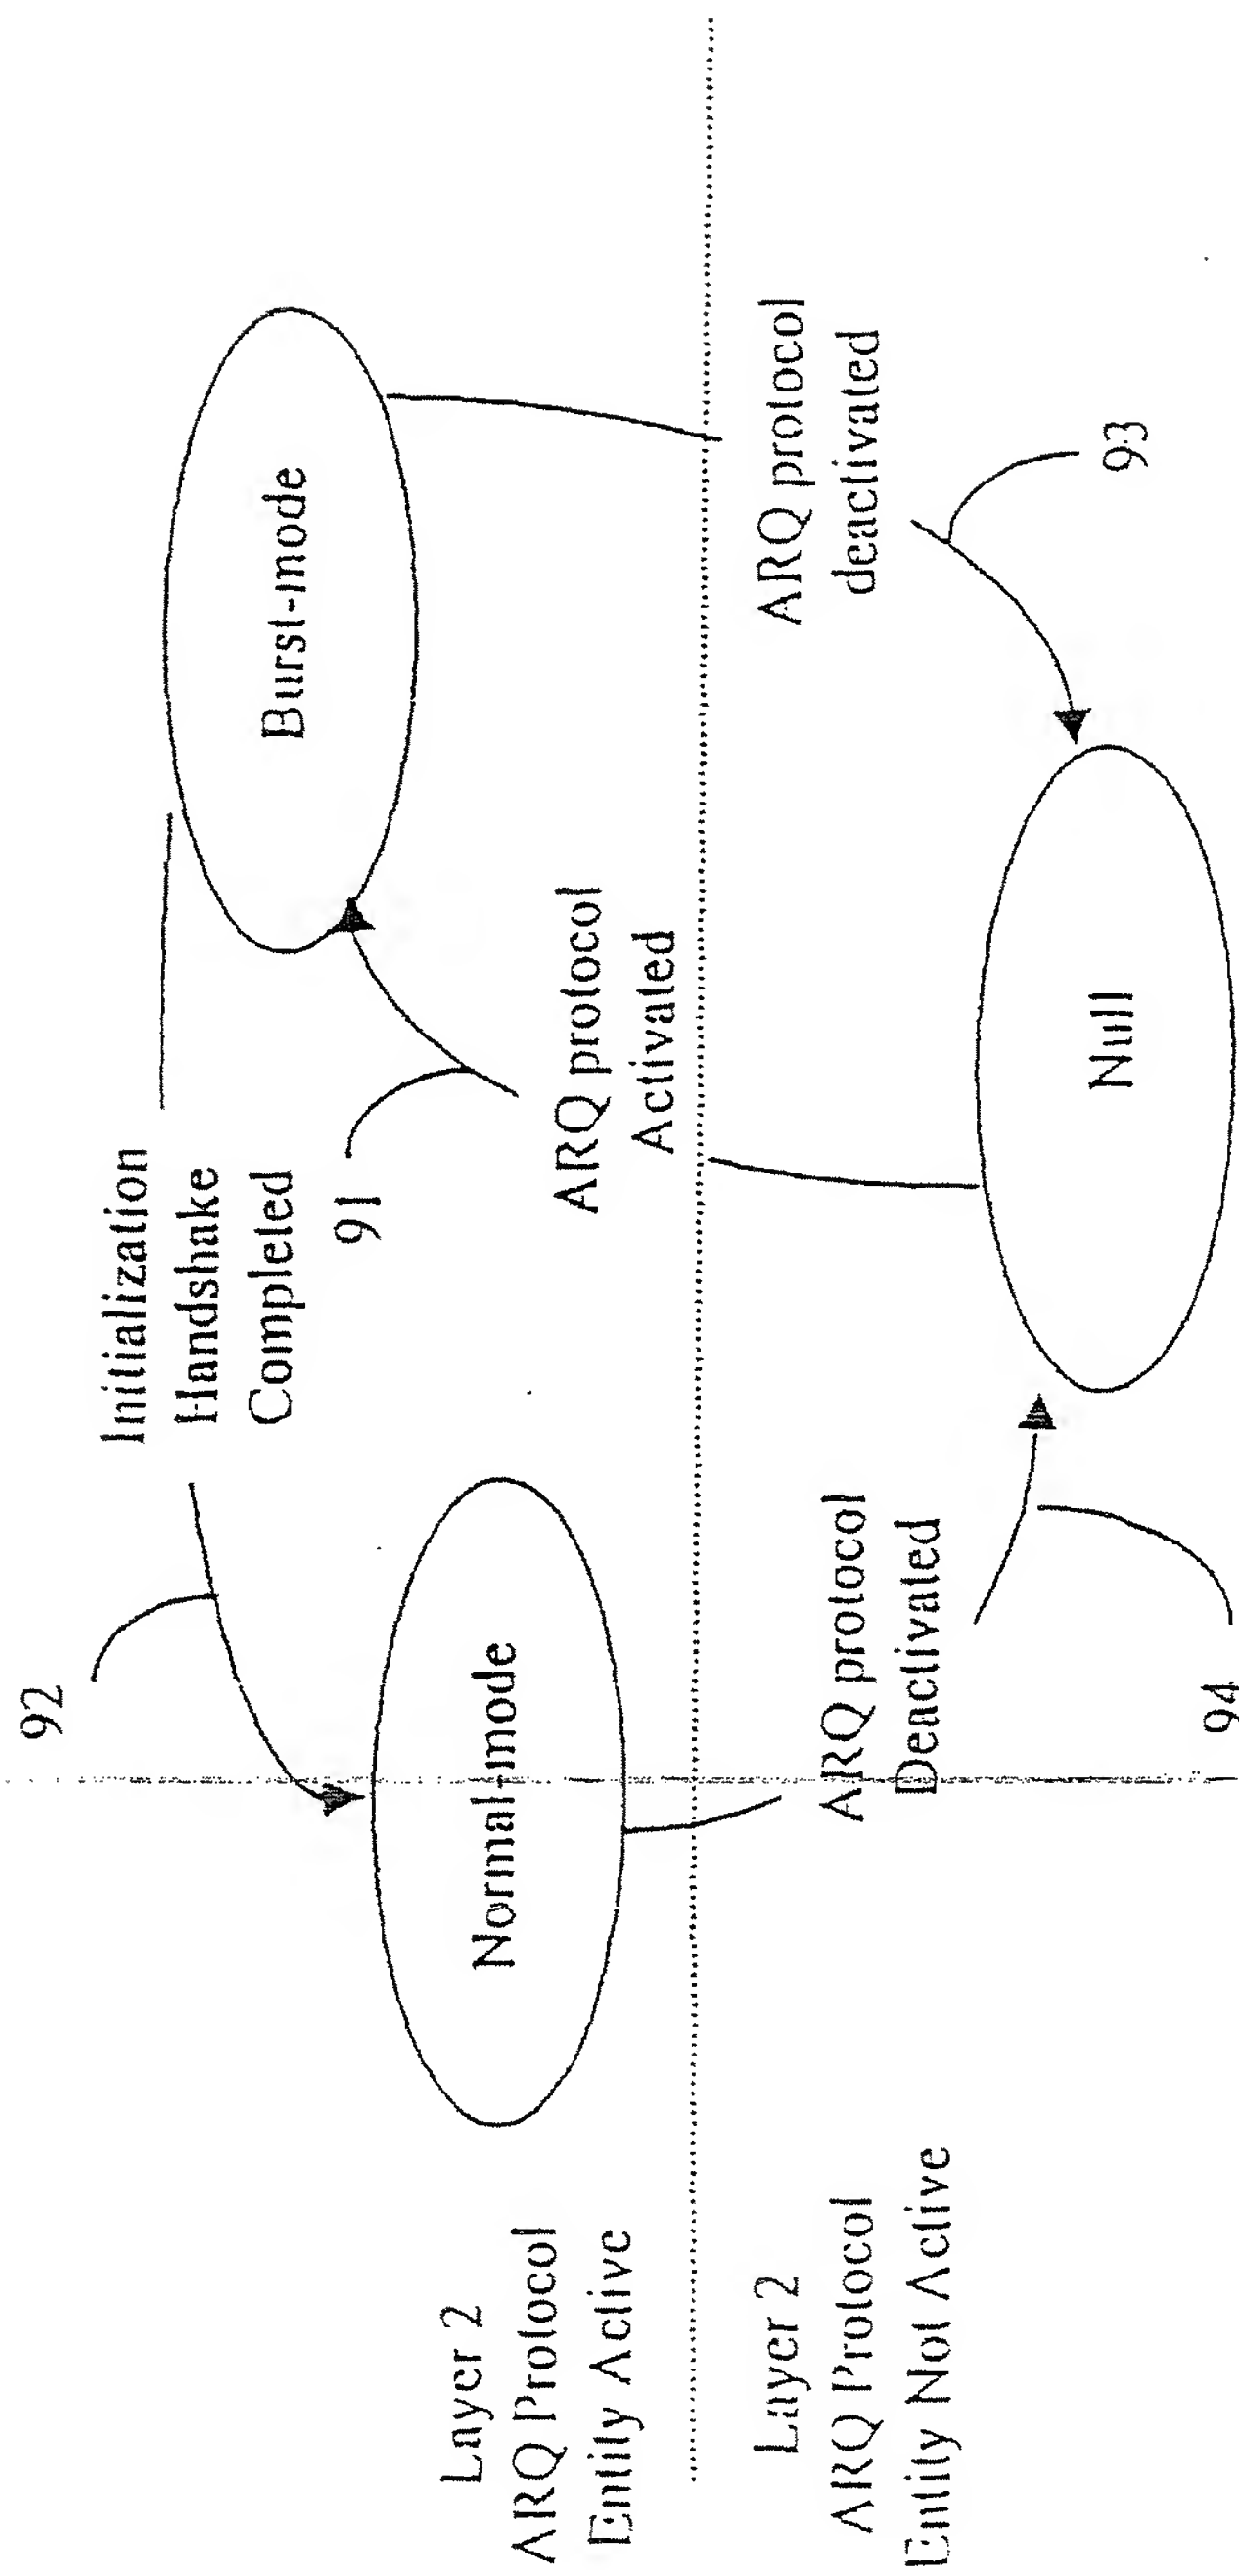 92
Initialization
Handshake
Completed
91
Burst-mode
Normal-mode
ARQ protocol
Activated
Layer 2
ARQ Protocol
Entity Active
Layer 2
ARQ Protocol
Entity Not Active
ARQ protocol
Deactivated
94
Null
ARQ protocol
deactivated
93